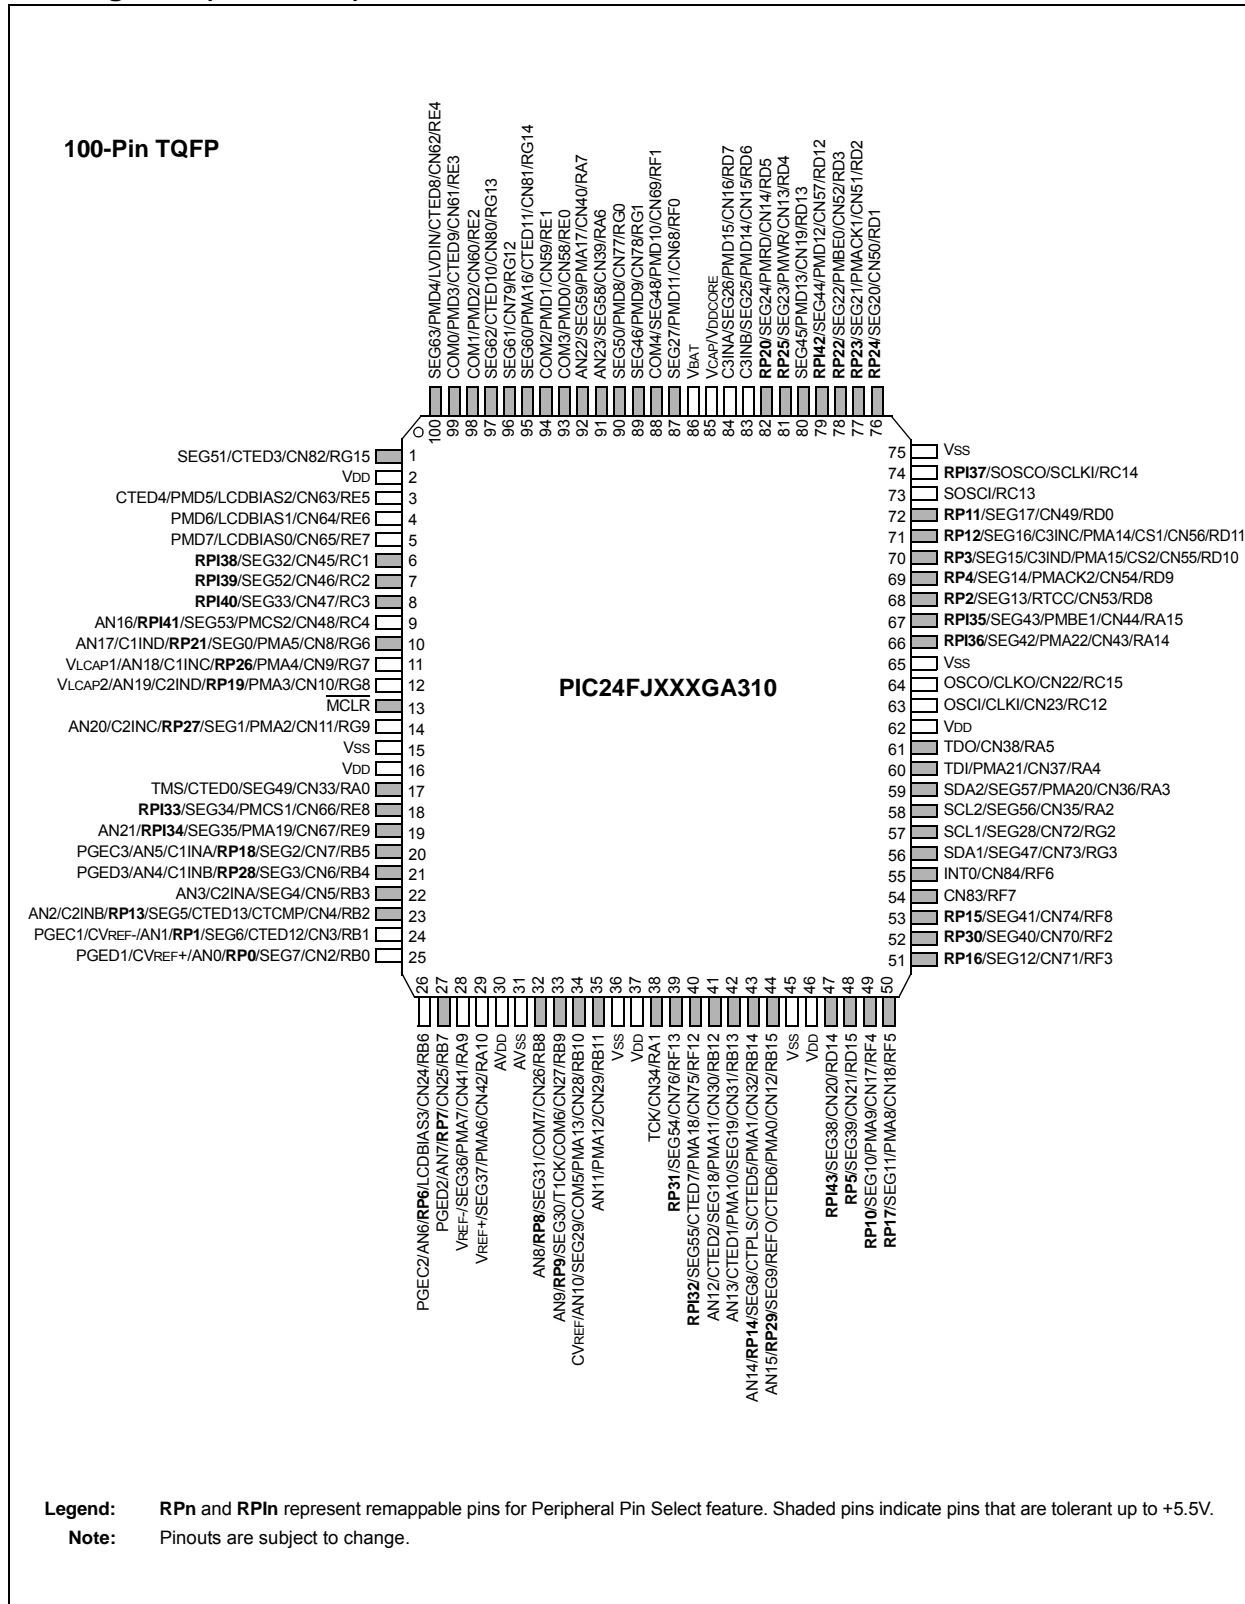 100-Pin TQFP
SEG63/PMD4/LVDIN/CTED8/CN62/RE4
COM0/PMD3/CTED9/CN61/RE3
COM1/PMD2/CN60/RE2
SEG62/CTED10/CN80/RG13
SEG61/CN79/RG12
SEG60/PMA16/CTED11/CN81/RG14
COM2/PMD1/CN59/RE1
COM3/PMD0/CN58/RE0
AN22/SEG59/PMA17/CN40/RA7
AN23/SEG58/CN39/RA6
SEG50/PMD8/CN77/RG0
SEG46/PMD9/CN78/RG1
COM4/SEG48/PMD10/CN69/RF1
SEG27/PMD11/CN68/RF0
VBAT
VCAP/VDDCORE
C3INA/SEG26/PMD15/CN16/RD7
C3INB/SEG25/PMD14/CN15/RD6
RP20/SEG24/PMRD/CN14/RD5
RP25/SEG23/PMWR/CN13/RD4
SEG45/PMD13/CN19/RD13
RPI42/SEG44/PMD12/CN57/RD12
RP22/SEG22/PMBE0/CN52/RD3
RP23/SEG21/PMACK1/CN51/RD2
RP24/SEG20/CN50/RD1
100
99
98
97
96
95
94
93
92
91
90
89
88
87
86
85
84
83
82
81
80
79
78
77
76
SEG51/CTED3/CN82/RG15 1
VDD 2
CTED4/PMD5/LCDBIAS2/CN63/RE5 3
PMD6/LCDBIAS1/CN64/RE6 4
PMD7/LCDBIAS0/CN65/RE7 5
RPI38/SEG32/CN45/RC1 6
RPI39/SEG52/CN46/RC2 7
RPI40/SEG33/CN47/RC3 8
AN16/RPI41/SEG53/PMCS2/CN48/RC4 9
AN17/C1IND/RP21/SEG0/PMA5/CN8/RG6 10
VLCAP1/AN18/C1INC/RP26/PMA4/CN9/RG7 11
VLCAP2/AN19/C2IND/RP19/PMA3/CN10/RG8 12
MCLR 13
AN20/C2INC/RP27/SEG1/PMA2/CN11/RG9 14
VSS 15
VDD 16
TMS/CTED0/SEG49/CN33/RA0 17
RPI33/SEG34/PMCS1/CN66/RE8 18
AN21/RPI34/SEG35/PMA19/CN67/RE9 19
PGEC3/AN5/C1INA/RP18/SEG2/CN7/RB5 20
PGED3/AN4/C1INB/RP28/SEG3/CN6/RB4 21
AN3/C2INA/SEG4/CN5/RB3 22
AN2/C2INB/RP13/SEG5/CTED13/CTCMP/CN4/RB2 23
PGEC1/CVREF-/AN1/RP1/SEG6/CTED12/CN3/RB1 24
PGED1/CVREF+/AN0/RP0/SEG7/CN2/RB0 25
PIC24FJXXXGA310
75 VSS
74 RPI37/SOSCO/SCLKI/RC14
73 SOSCI/RC13
72 RP11/SEG17/CN49/RD0
71 RP12/SEG16/C3INC/PMA14/CS1/CN56/RD11
70 RP3/SEG15/C3IND/PMA15/CS2/CN55/RD10
69 RP4/SEG14/PMACK2/CN54/RD9
68 RP2/SEG13/RTCC/CN53/RD8
67 RPI35/SEG43/PMBE1/CN44/RA15
66 RPI36/SEG42/PMA22/CN43/RA14
65 VSS
64 OSCO/CLKO/CN22/RC15
63 OSCI/CLKI/CN23/RC12
62 VDD
61 TDO/CN38/RA5
60 TDI/PMA21/CN37/RA4
59 SDA2/SEG57/PMA20/CN36/RA3
58 SCL2/SEG56/CN35/RA2
57 SCL1/SEG28/CN72/RG2
56 SDA1/SEG47/CN73/RG3
55 INT0/CN84/RF6
54 CN83/RF7
53 RP15/SEG41/CN74/RF8
52 RP30/SEG40/CN70/RF2
51 RP16/SEG12/CN71/RF3
26
27
28
29
30
31
32
33
34
35
36
37
38
39
40
41
42
43
44
45
46
47
48
49
50
PGEC2/AN6/RP6/LCDBIAS3/CN24/RB6
PGED2/AN7/RP7/CN25/RB7
VREF-/SEG36/PMA7/CN41/RA9
VREF+/SEG37/PMA6/CN42/RA10
AVDD
AVSS
AN8/RP8/SEG31/COM7/CN26/RB8
AN9/RP9/SEG30/T1CK/COM6/CN27/RB9
CVREF/AN10/SEG29/COM5/PMA13/CN28/RB10
AN11/PMA12/CN29/RB11
VSS
VDD
TCK/CN34/RA1
RP31/SEG54/CN76/RF13
RPI32/SEG55/CTED7/PMA18/CN75/RF12
AN12/CTED2/SEG18/PMA11/CN30/RB12
AN13/CTED1/PMA10/SEG19/CN31/RB13
AN14/RP14/SEG8/CTPLS/CTED5/PMA1/CN32/RB14
AN15/RP29/SEG9/REFO/CTED6/PMA0/CN12/RB15
VSS
VDD
RPI43/SEG38/CN20/RD14
RP5/SEG39/CN21/RD15
RP10/SEG10/PMA9/CN17/RF4
RP17/SEG11/PMA8/CN18/RF5
Legend: RPn and RPIn represent remappable pins for Peripheral Pin Select feature. Shaded pins indicate pins that are tolerant up to +5.5V.
Note: Pinouts are subject to change.